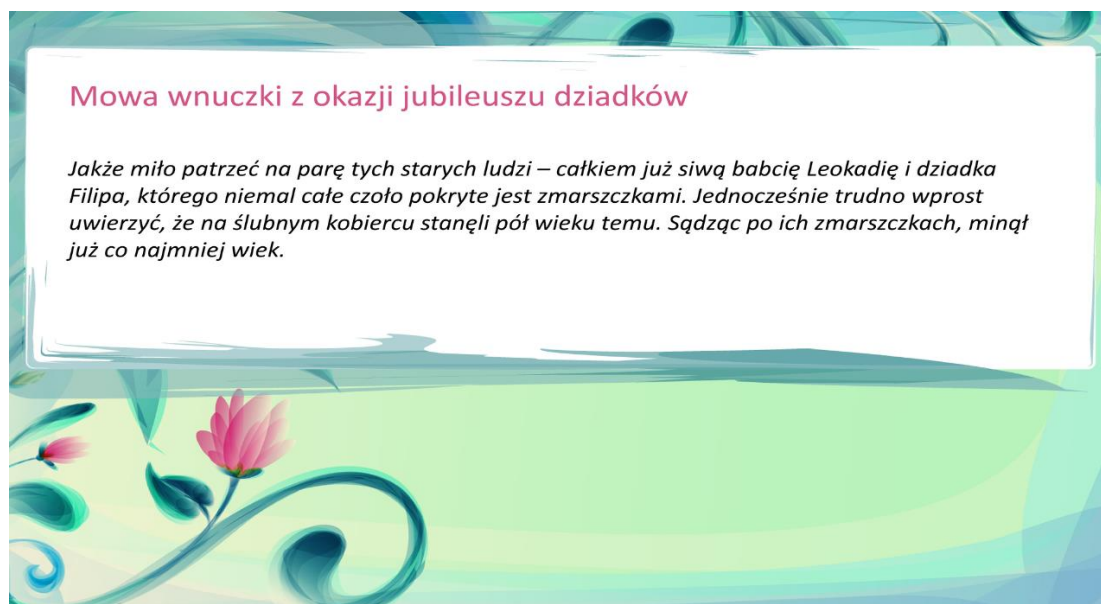 Mowa wnuczki z okazji jubileuszu dziadków
Jakże miło patrzeć na parę tych starych ludzi – całkiem już siwą babcię Leokadię i dziadka
Filipa, którego niemal całe czoło pokryte jest zmarszczkami. Jednocześnie trudno wprost
uwierzyć, że na ślubnym kobiercu stanęli pół wieku temu. Sądząc po ich zmarszczkach, minął
już co najmniej wiek.